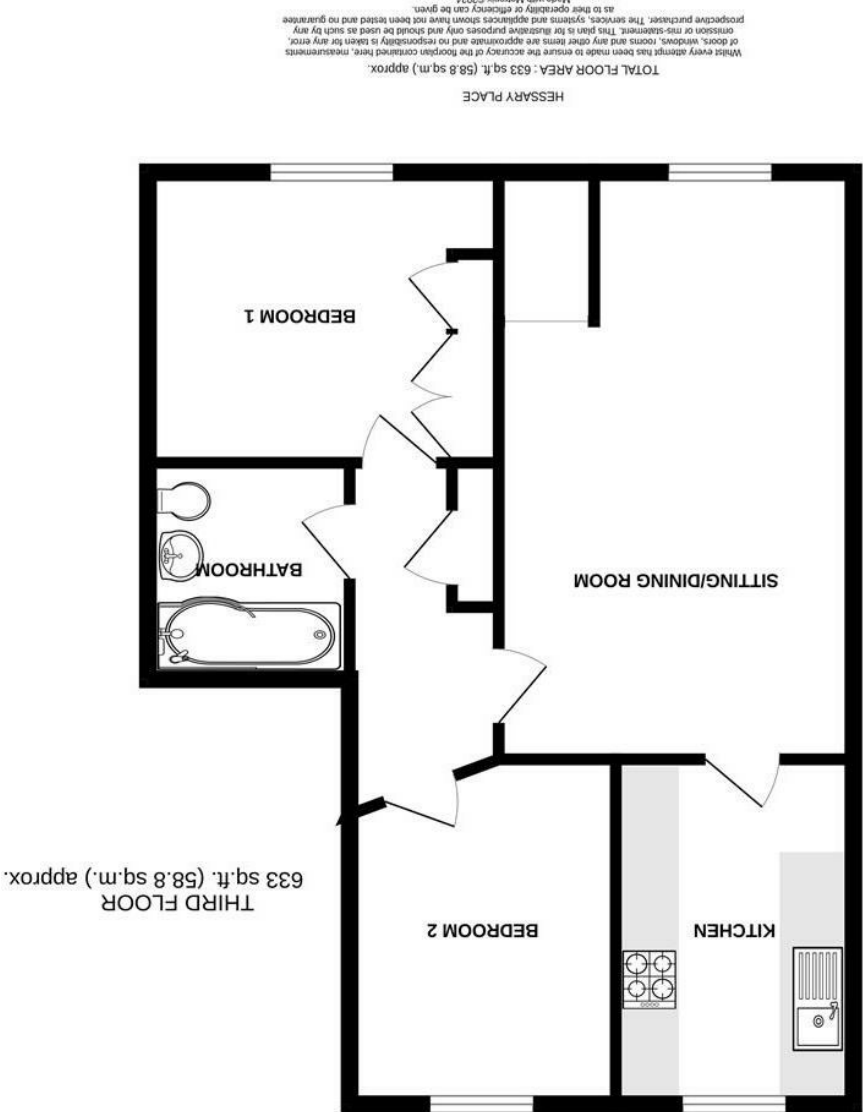 THIRD FLOOR
633 sq.ft. (58.8 sq.m.) approx.
KITCHEN
BEDROOM 2
SITTING/DINING ROOM
BATHROOM
BEDROOM 1
HESSARY PLACE
TOTAL FLOOR AREA : 633 sq.ft. (58.8 sq.m.) approx.
Whilst every attempt has been made to ensure the accuracy of the floorplan contained here, measurements
of doors, windows, rooms and any other items are approximate and no responsibility is taken for any error,
omission or mis-statement. This plan is for illustrative purposes only and should be used as such by any
prospective purchaser. The services, systems and appliances shown have not been tested and no guarantee
as to their operability or efficiency can be given.
Made with Metropix ©2024